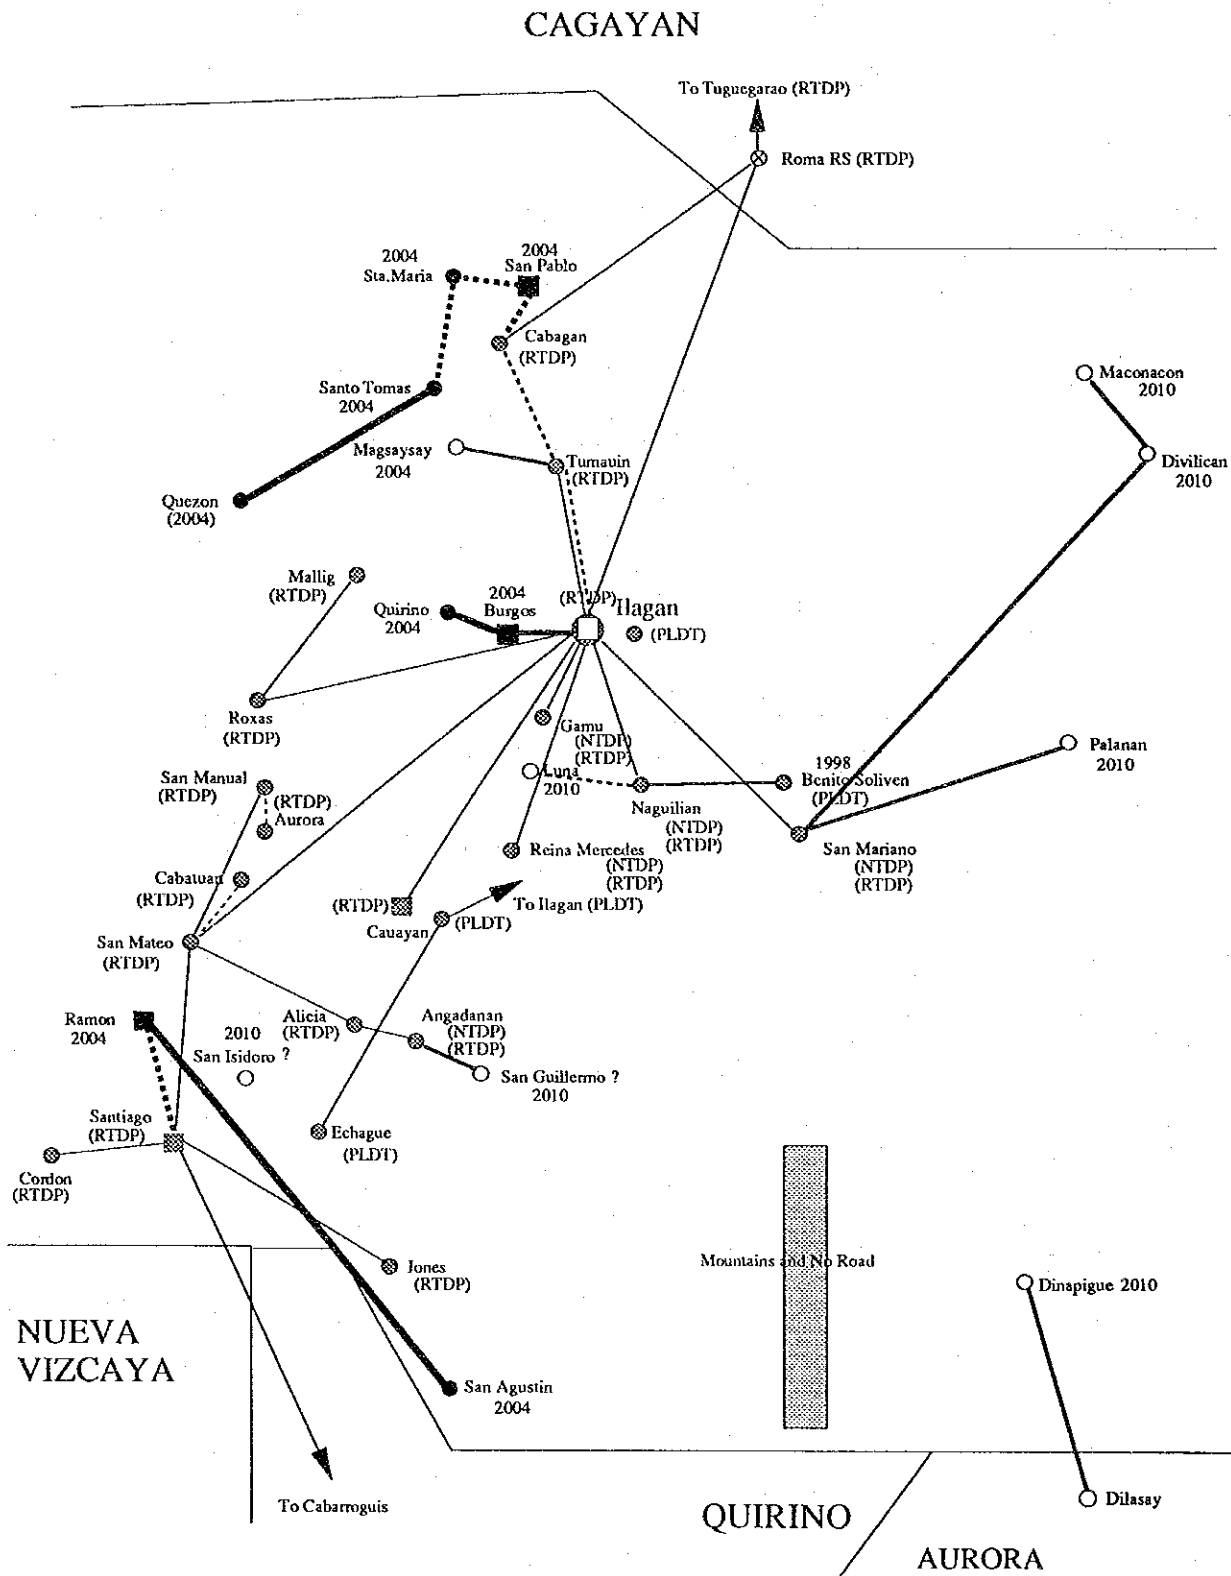 CAGAYAN
To Tuguegarao (RTDP)
Roma RS (RTDP)
2004
Sta.Maria
2004
San Pablo
Cabagan
(RTDP)
Maconacon
2010
Santo Tomas
2004
Magsaysay
2004
Tumauin
(RTDP)
Divilican
2010
Quezon
(2004)
Mallig
(RTDP)
Quirino
2004
2004
Burgos
(RTDP)
Ilagan
(PLDT)
Roxas
(RTDP)
Gamu
(NTDP)
(RTDP)
Palanan
2010
San Manual
(RTDP)
(RTDP)
Aurora
Luna
2010
Naguilian
(NTDP)
(RTDP)
1998
Benito Soliven
(PLDT)
Reina Mercedes
(NTDP)
(RTDP)
San Mariano
(NTDP)
(RTDP)
Cabatuan
(RTDP)
(RTDP)
Cauayan
(PLDT)
To Ilagan (PLDT)
San Mateo
(RTDP)
Ramon
2004
2010
San Isidoro ?
Alicia
(RTDP)
Angadanan
(NTDP)
(RTDP)
San Guillermo ?
2010
Santiago
(RTDP)
Echague
(PLDT)
Cordon
(RTDP)
Jones
(RTDP)
Mountains and No Road
Dinapigue 2010
NUEVA
VIZCAYA
San Agustin
2004
To Cabarroguis
QUIRINO
Dilasay
AURORA